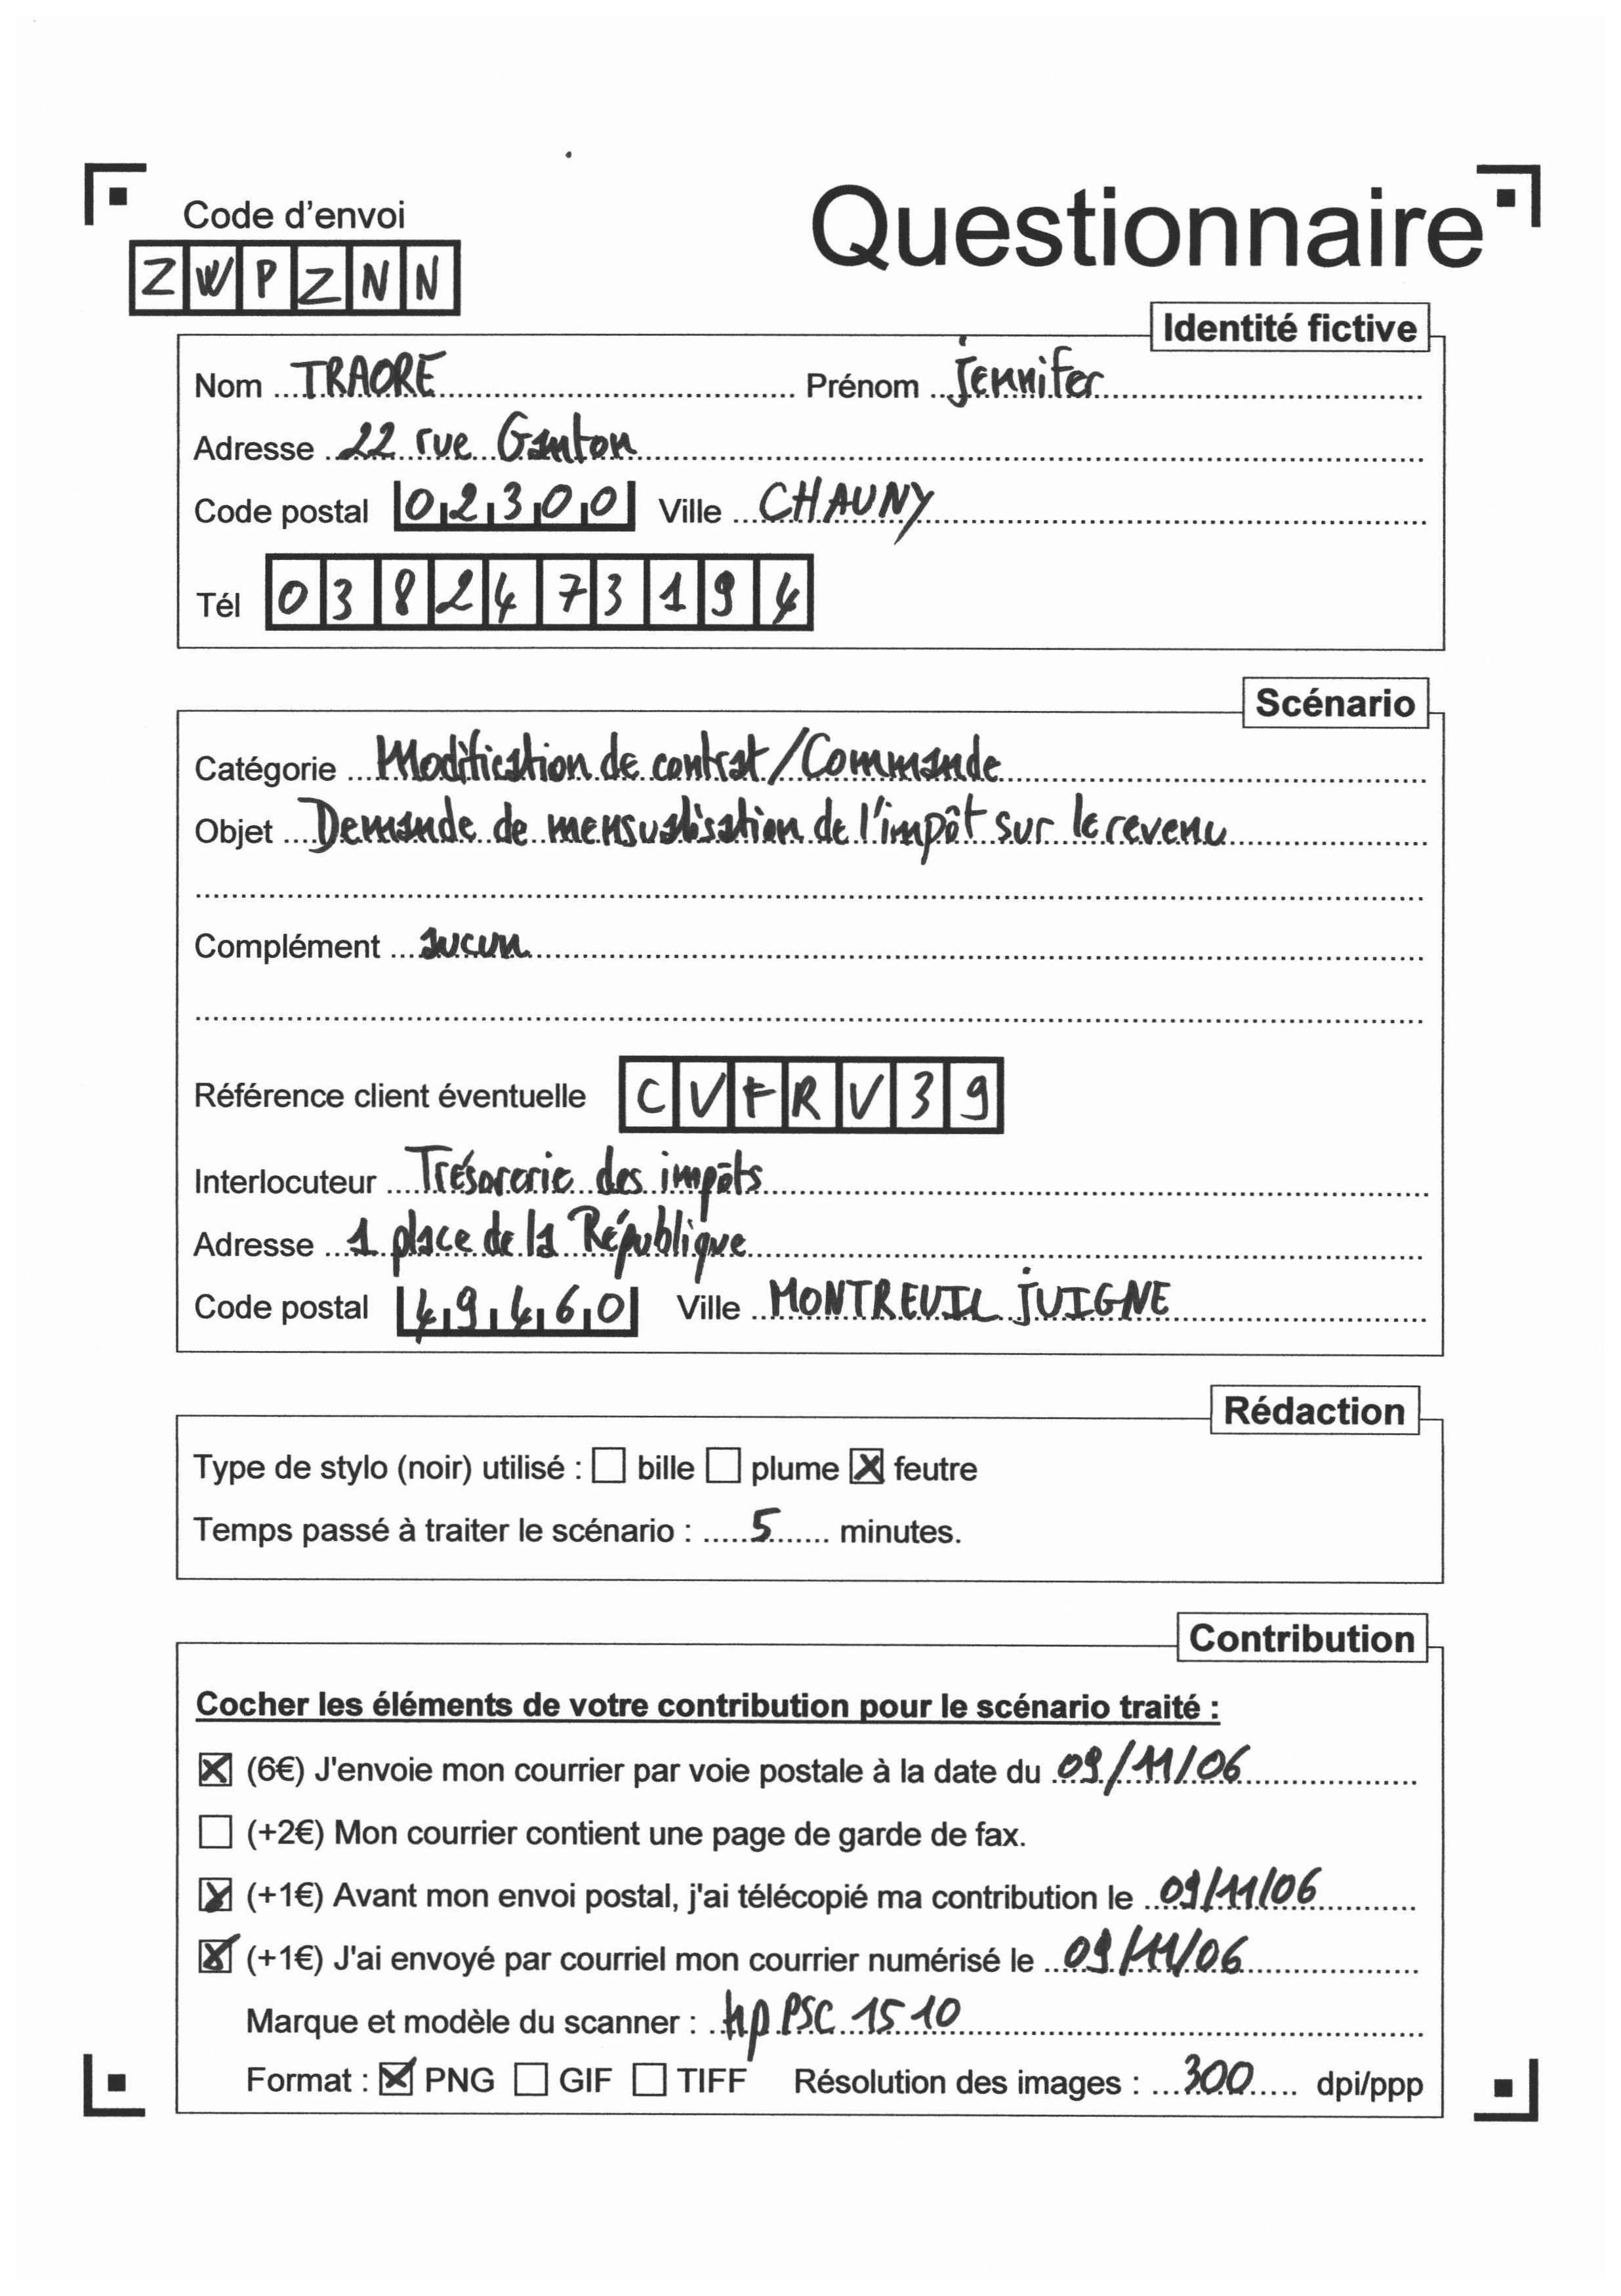 Code d'envoi
Questionnaire
ZWPZNN
Identité fictive
Nom TRAORE Prénom jennifer
Adresse 22 rue Ganton
Code postal 02300 Ville CHAUNY
Tél 0382473194
Scénario
Catégorie Modification de contrat/Commande
Objet Demande de mensualisation de l'impôt sur le revenu
Complément aucun
Référence client éventuelle CVFRV39
Interlocuteur Trésorerie des impôts
Adresse 1 place de la République
Code postal 49460 Ville MONTREUIL JUIGNE
Rédaction
Type de stylo (noir) utilisé : ☐ bille ☐ plume ☒ feutre
Temps passé à traiter le scénario : 5 minutes.
Contribution
Cocher les éléments de votre contribution pour le scénario traité :
☒ (6€) J'envoie mon courrier par voie postale à la date du 09/11/06
☐ (+2€) Mon courrier contient une page de garde de fax.
☒ (+1€) Avant mon envoi postal, j'ai télécopié ma contribution le 09/11/06
☒ (+1€) J'ai envoyé par courriel mon courrier numérisé le 09/11/06
Marque et modèle du scanner : hp PSC 1510
Format : ☒ PNG ☐ GIF ☐ TIFF Résolution des images : 300 dpi/ppp